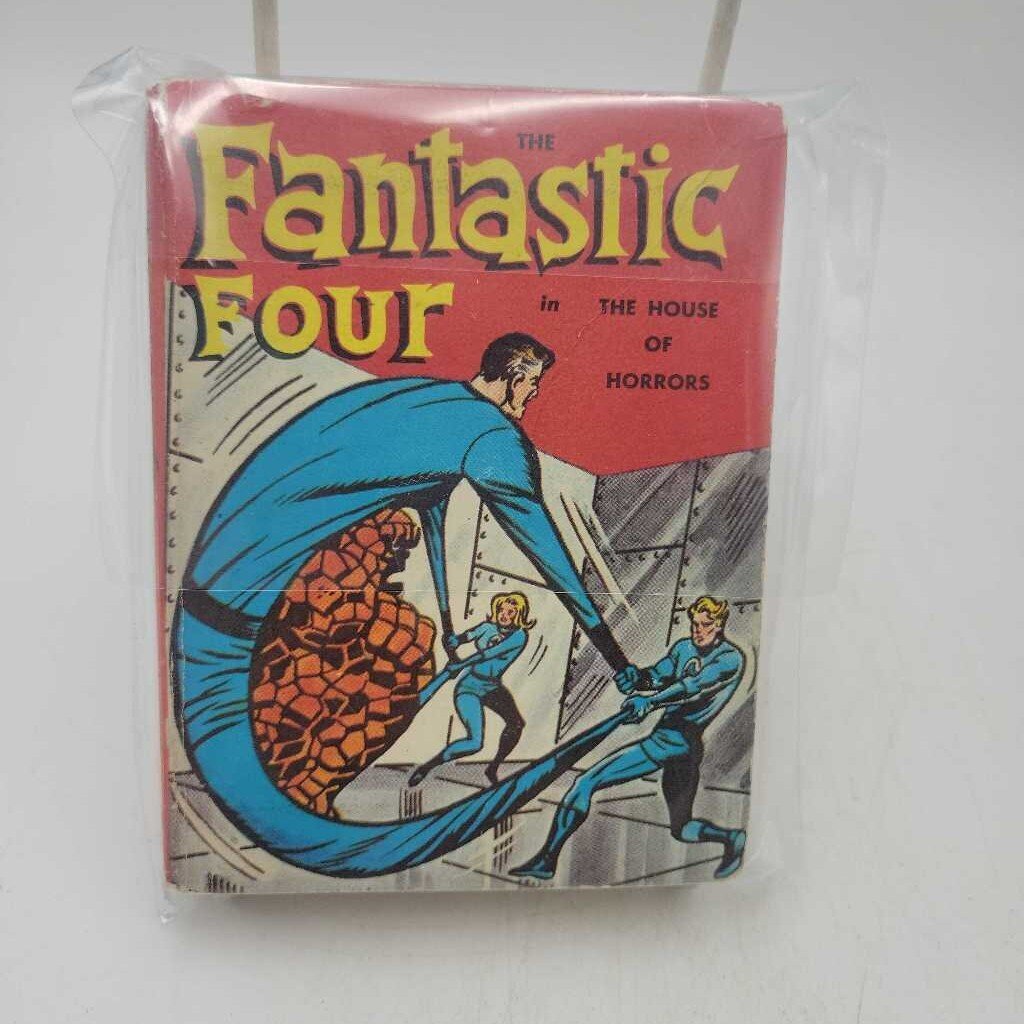 THE
Fantastic
Four
in THE HOUSE
OF
HORRORS